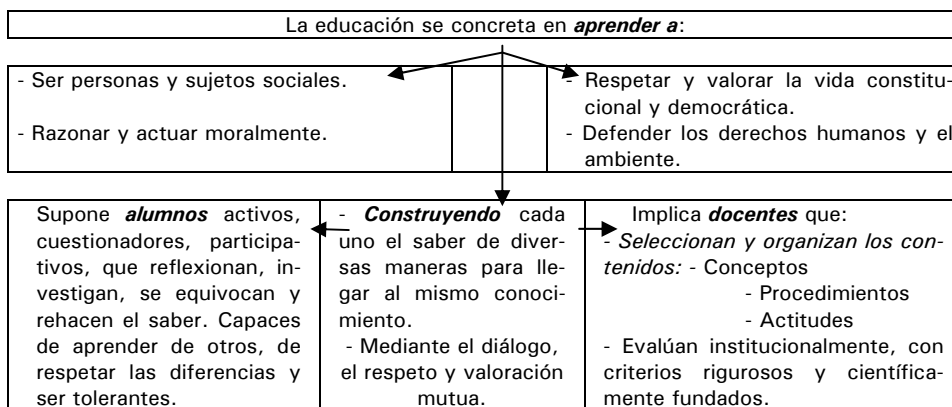 La educación se concreta en aprender a:
- Ser personas y sujetos sociales.
- Razonar y actuar moralmente.
- Respetar y valorar la vida constitu-
cional y democrática.
- Defender los derechos humanos y el
ambiente.
Supone alumnos activos,
cuestionadores, participa-
tivos, que reflexionan, in-
vestigan, se equivocan y
rehacen el saber. Capaces
de aprender de otros, de
respetar las diferencias y
ser tolerantes.
- Construyendo cada
uno el saber de diver-
sas maneras para lle-
gar al mismo conoci-
miento.
- Mediante el diálogo,
el respeto y valoración
mutua.
Implica docentes que:
- Seleccionan y organizan los con-
tenidos: - Conceptos
- Procedimientos
- Actitudes
- Evalúan institucionalmente, con
criterios rigurosos y científica-
mente fundados.